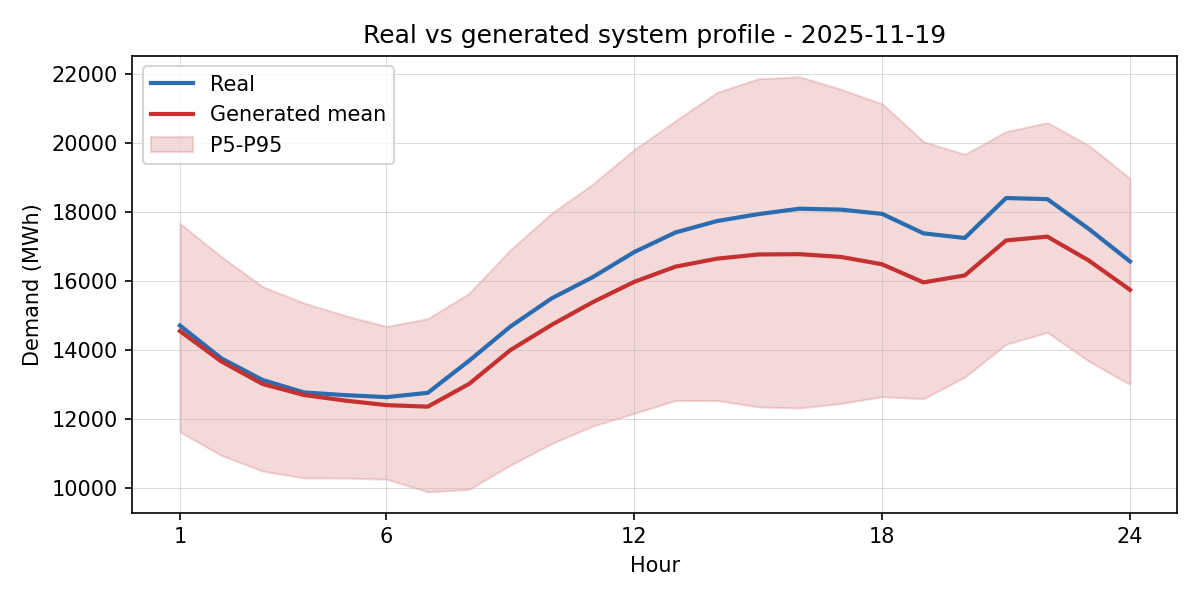 Real vs generated system profile - 2025-11-19
Real
Generated mean
P5-P95
Demand (MWh)
22000
20000
18000
16000
14000
12000
10000
1 6 12 18 24
Hour